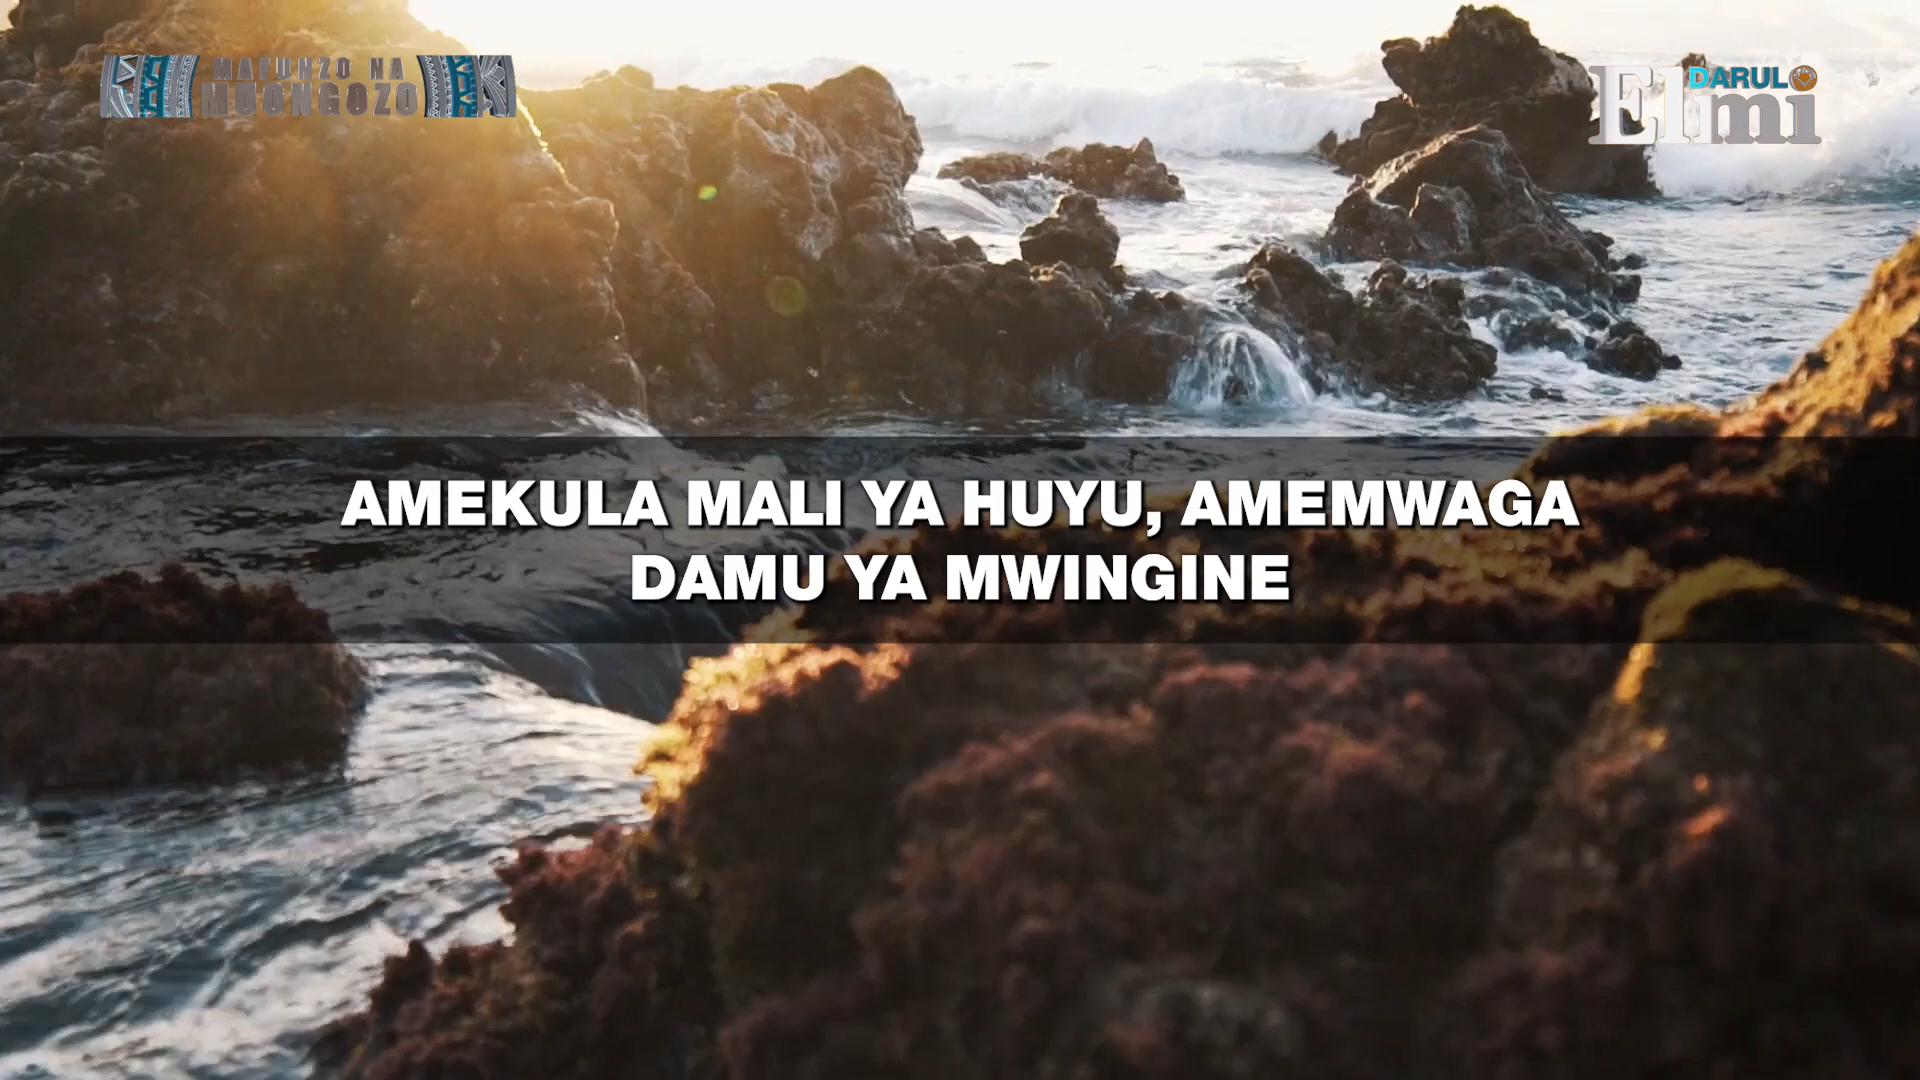 MAFUNZO NA
MUONGOZO
DARUL
Elmi
AMEKULA MALI YA HUYU, AMEMWAGA
DAMU YA MWINGINE